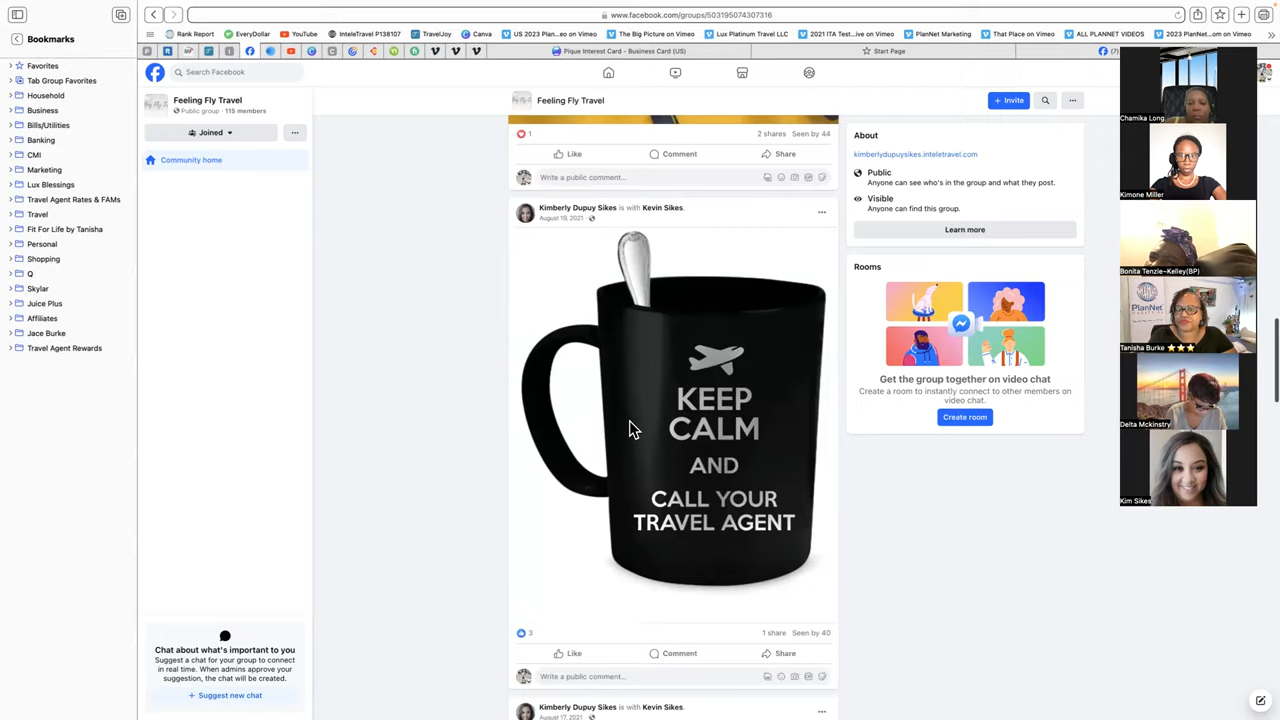 www.facebook.com/groups/503195074307316
Bookmarks
Favorites
Tab Group Favorites
Household
Business
Bills/Utilities
Banking
CMI
Marketing
Lux Blessings
Travel Agent Rates & FAMs
Travel
Fit For Life by Tanisha
Personal
Shopping
Q
Skylar
Juice Plus
Affiliates
Jace Burke
Travel Agent Rewards
Rank Report
EveryDollar
YouTube
InteleTravel P138107
TravelJoy
Canva
US 2023 Plan...eo on Vimeo
The Big Picture on Vimeo
Lux Platinum Travel LLC
2021 ITA Test...ive on Vimeo
PlanNet Marketing
That Place on Vimeo
ALL PLANNET VIDEOS
2023 PlanNet...om on Vimeo
Pique Interest Card - Business Card (US)
Start Page
(7)
Search Facebook
Feeling Fly Travel
Public group · 115 members
Joined
Community home
Chat about what's important to you
Suggest a chat for your group to connect
in real time. When admins approve your
suggestion, the chat will be created.
+ Suggest new chat
Feeling Fly Travel
+ Invite
1
2 shares Seen by 44
Like
Comment
Share
Write a public comment...
Kimberly Dupuy Sikes is with Kevin Sikes.
August 19, 2021 ·
KEEP
CALM
AND
CALL YOUR
TRAVEL AGENT
3
1 share Seen by 40
Like
Comment
Share
Write a public comment...
Kimberly Dupuy Sikes is with Kevin Sikes.
August 17, 2021 ·
About
kimberlydupuysikes.inteletravel.com
Public
Anyone can see who's in the group and what they post.
Visible
Anyone can find this group.
Learn more
Rooms
Get the group together on video chat
Create a room to instantly connect to other members on
video chat.
Create room
Chamika Long
Kimone Miller
Bonita Tenzie-Kelley(BP)
PlanNet
Tanisha Burke
Delta Mckinstry
Kim Sikes